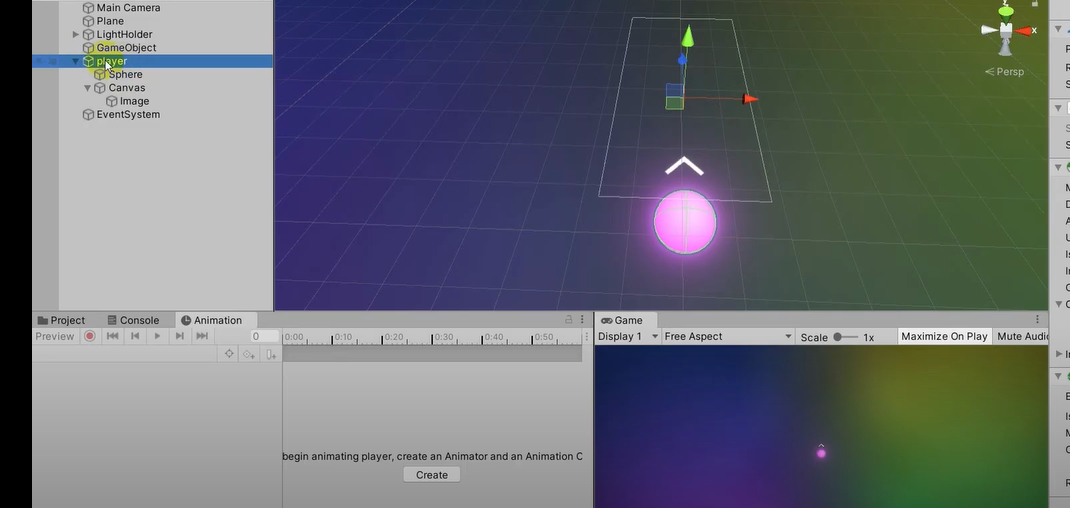 Main Camera
Plane
LightHolder
GameObject
player
Sphere
Canvas
Image
EventSystem
z
x
Persp
Project Console Animation
Preview 0 0:00 0:10 0:20 0:30 0:40 0:50
begin animating player, create an Animator and an Animation C
Create
Game
Display 1 Free Aspect Scale 1x Maximize On Play Mute Audi